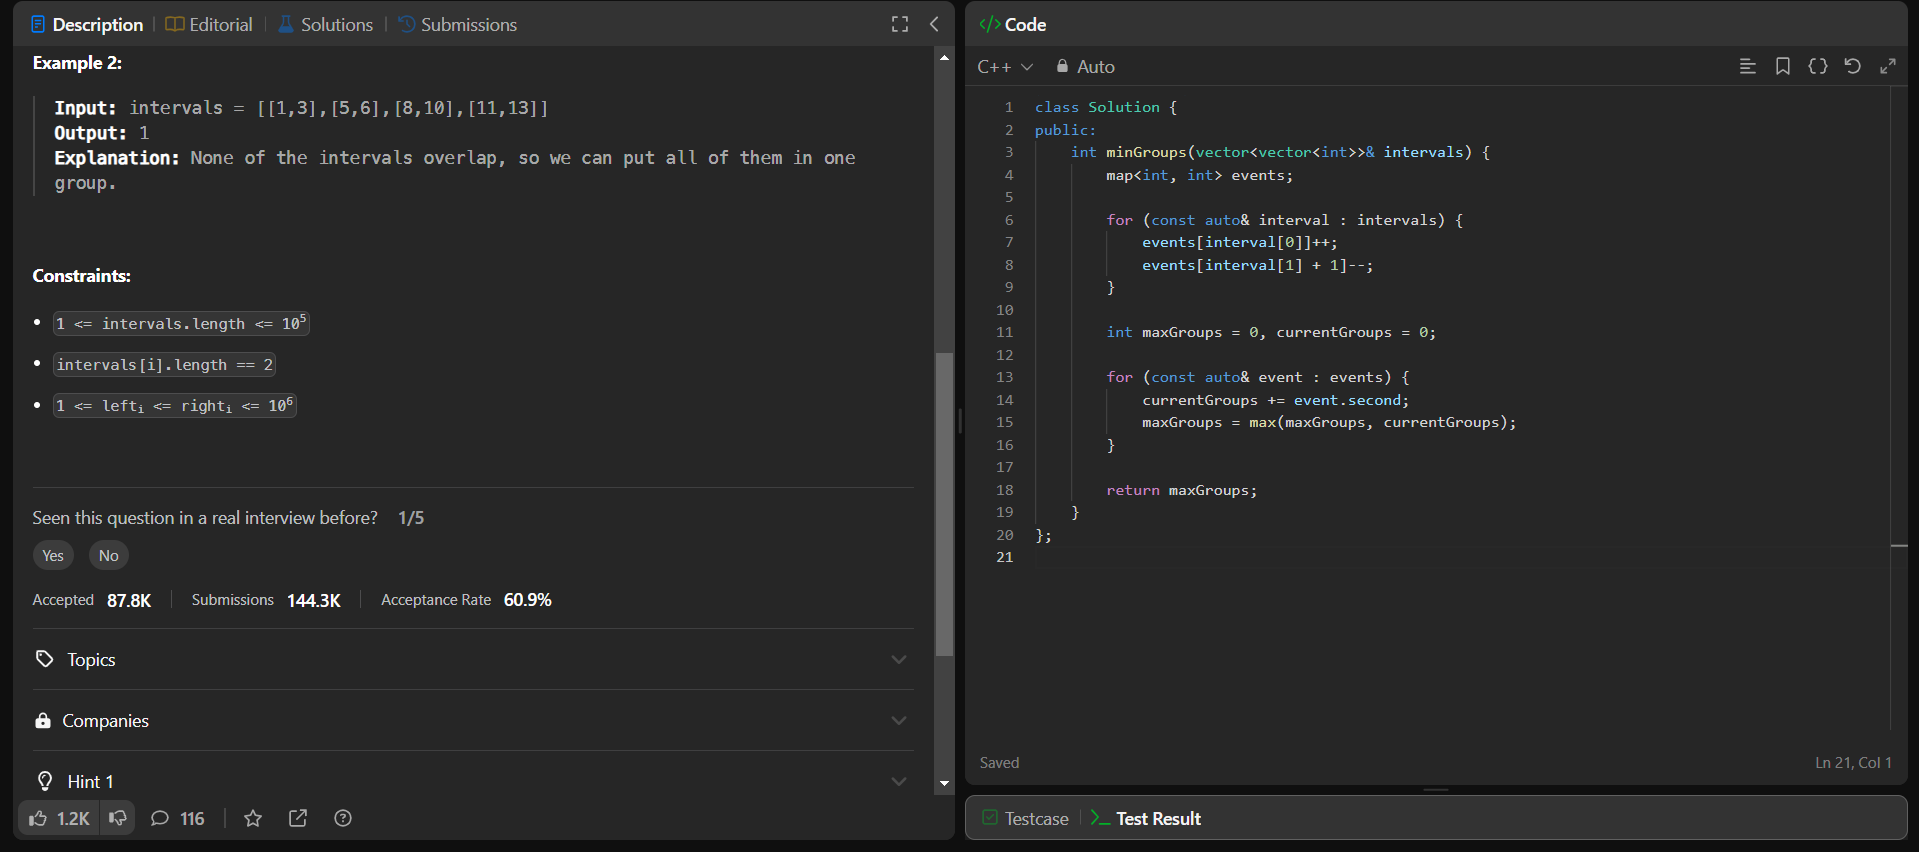 Description
Editorial
Solutions
Submissions
Example 2:
Input: intervals = [[1,3],[5,6],[8,10],[11,13]]
Output: 1
Explanation: None of the intervals overlap, so we can put all of them in one
group.
Constraints:
1 <= intervals.length <= 10⁵
intervals[i].length == 2
1 <= leftᵢ <= rightᵢ <= 10⁶
Seen this question in a real interview before? 1/5
Yes No
Accepted 87.8K Submissions 144.3K Acceptance Rate 60.9%
Topics
Companies
Hint 1
1.2K 116
</> Code
C++ Auto
1 class Solution {
2 public:
3     int minGroups(vector<vector<int>>& intervals) {
4         map<int, int> events;
5
6         for (const auto& interval : intervals) {
7             events[interval[0]]++;
8             events[interval[1] + 1]--;
9         }
10
11         int maxGroups = 0, currentGroups = 0;
12
13         for (const auto& event : events) {
14             currentGroups += event.second;
15             maxGroups = max(maxGroups, currentGroups);
16         }
17
18         return maxGroups;
19     }
20 };
21
Saved Ln 21, Col 1
Testcase
Test Result